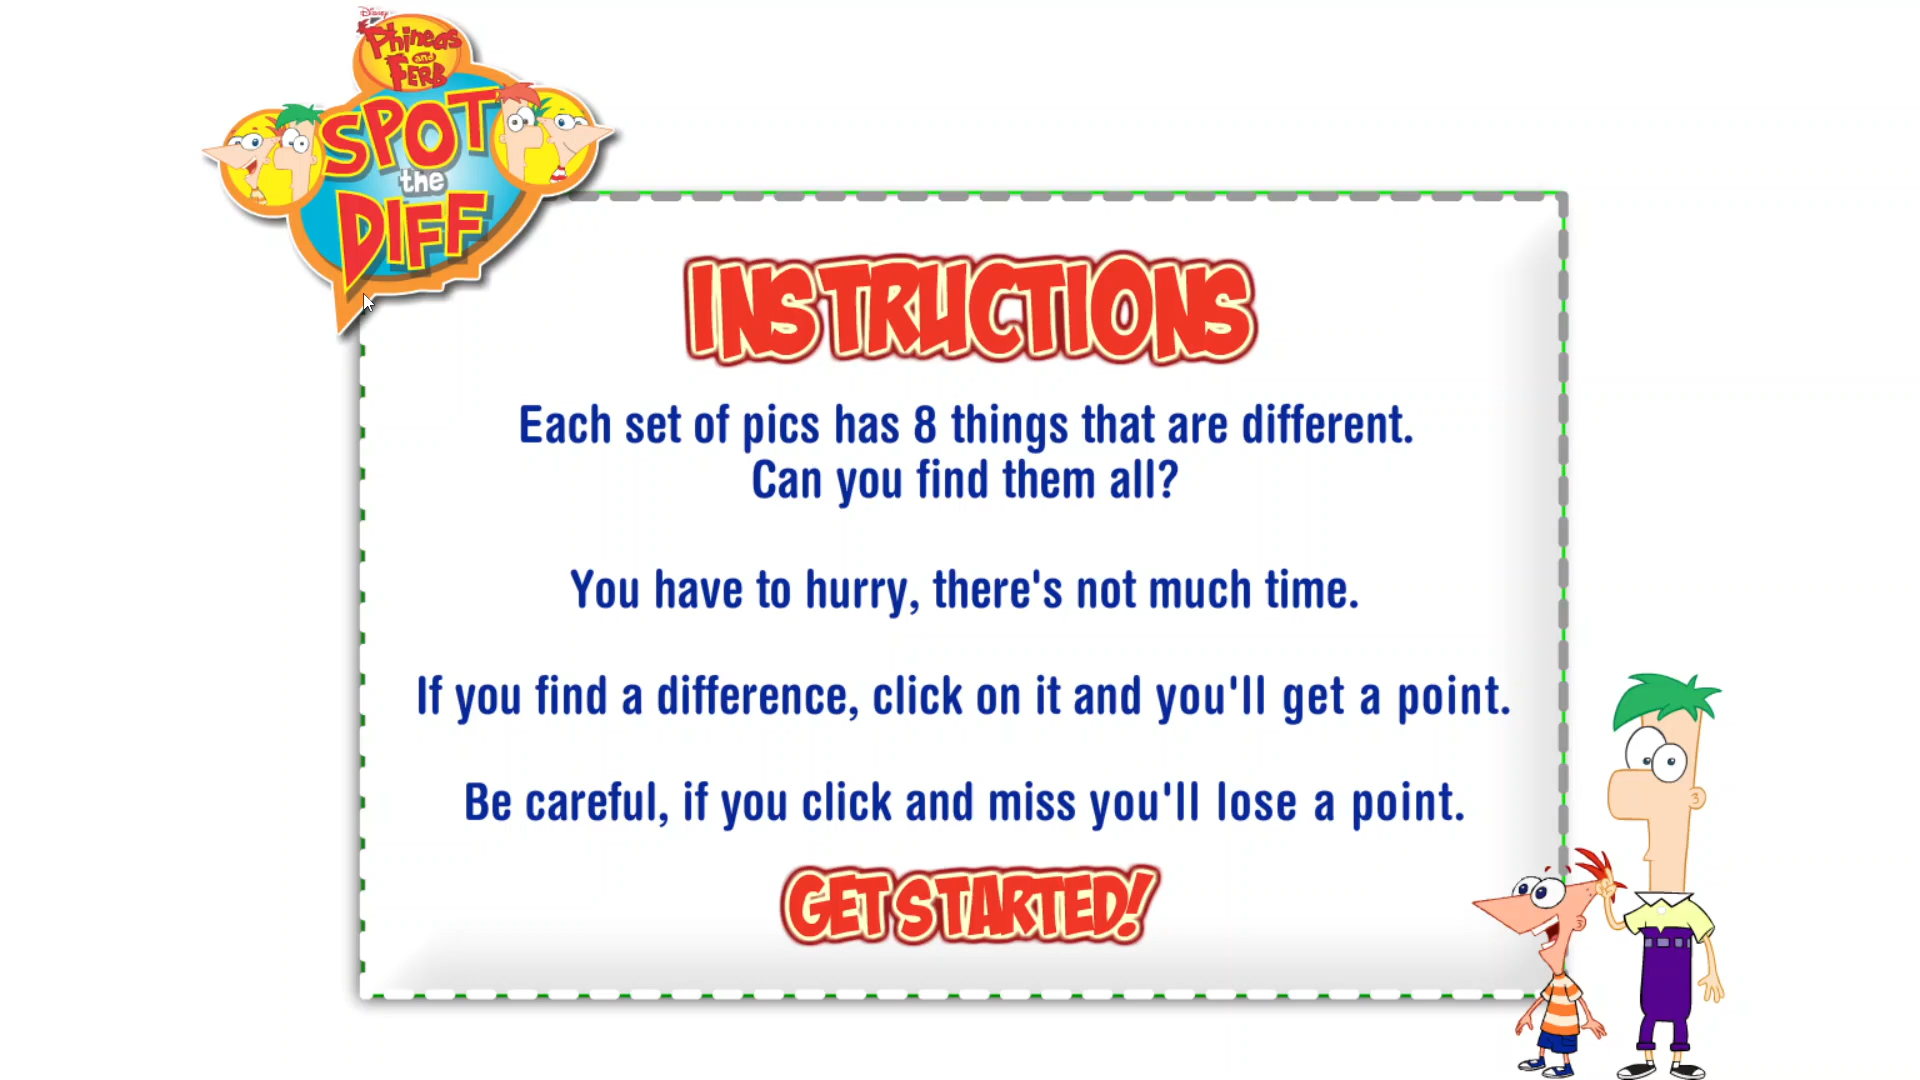 Disney
Phineas
and
Ferb
SPOT
the
DIFF
INSTRUCTIONS
Each set of pics has 8 things that are different.
Can you find them all?
You have to hurry, there's not much time.
If you find a difference, click on it and you'll get a point.
Be careful, if you click and miss you'll lose a point.
GET STARTED!